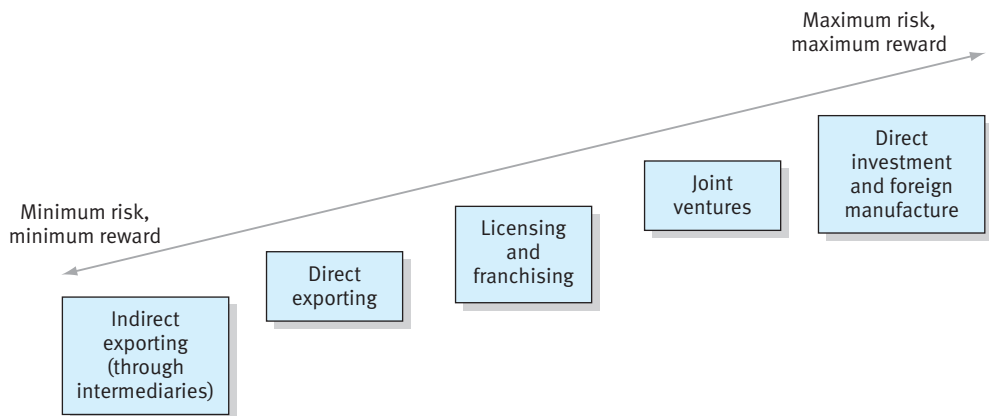 Maximum risk,
maximum reward
Direct
investment
and foreign
manufacture
Joint
ventures
Minimum risk,
minimum reward
Licensing
and
franchising
Direct
exporting
Indirect
exporting
(through
intermediaries)